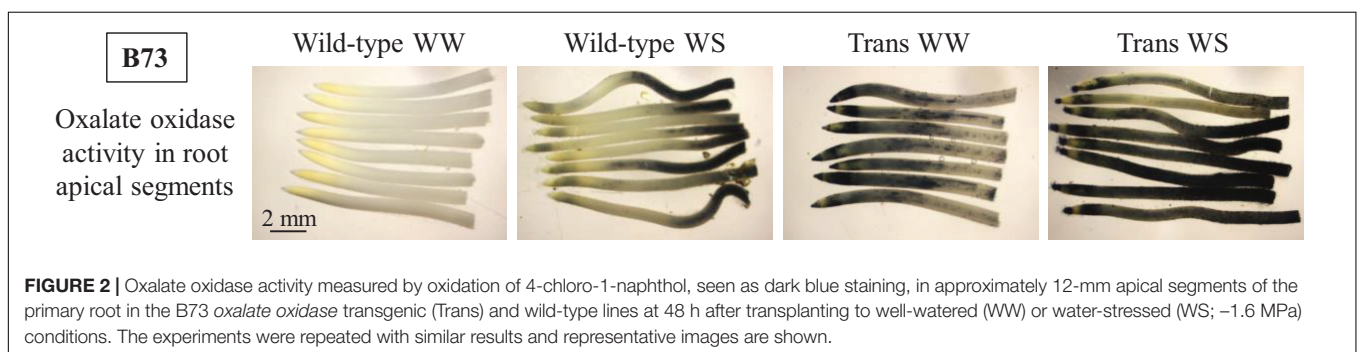 B73
Oxalate oxidase
activity in root
apical segments
Wild-type WW
Wild-type WS
Trans WW
Trans WS
2 mm
FIGURE 2 | Oxalate oxidase activity measured by oxidation of 4-chloro-1-naphthol, seen as dark blue staining, in approximately 12-mm apical segments of the
primary root in the B73 oxalate oxidase transgenic (Trans) and wild-type lines at 48 h after transplanting to well-watered (WW) or water-stressed (WS; –1.6 MPa)
conditions. The experiments were repeated with similar results and representative images are shown.